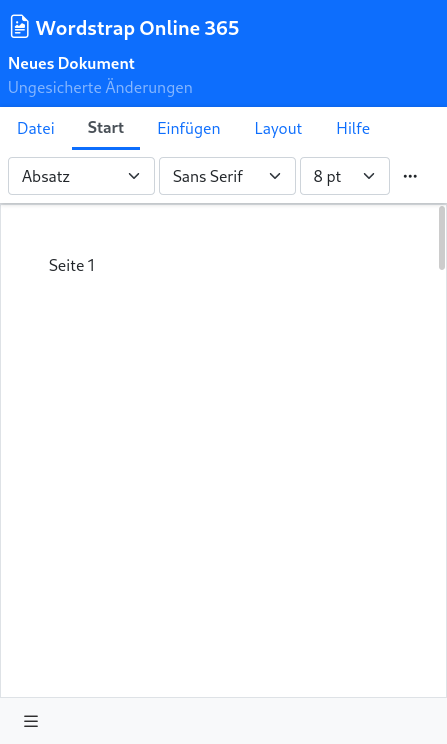 Wordstrap Online 365
Neues Dokument
Ungesicherte Änderungen
Datei Start Einfügen Layout Hilfe
Absatz Sans Serif 8 pt
Seite 1